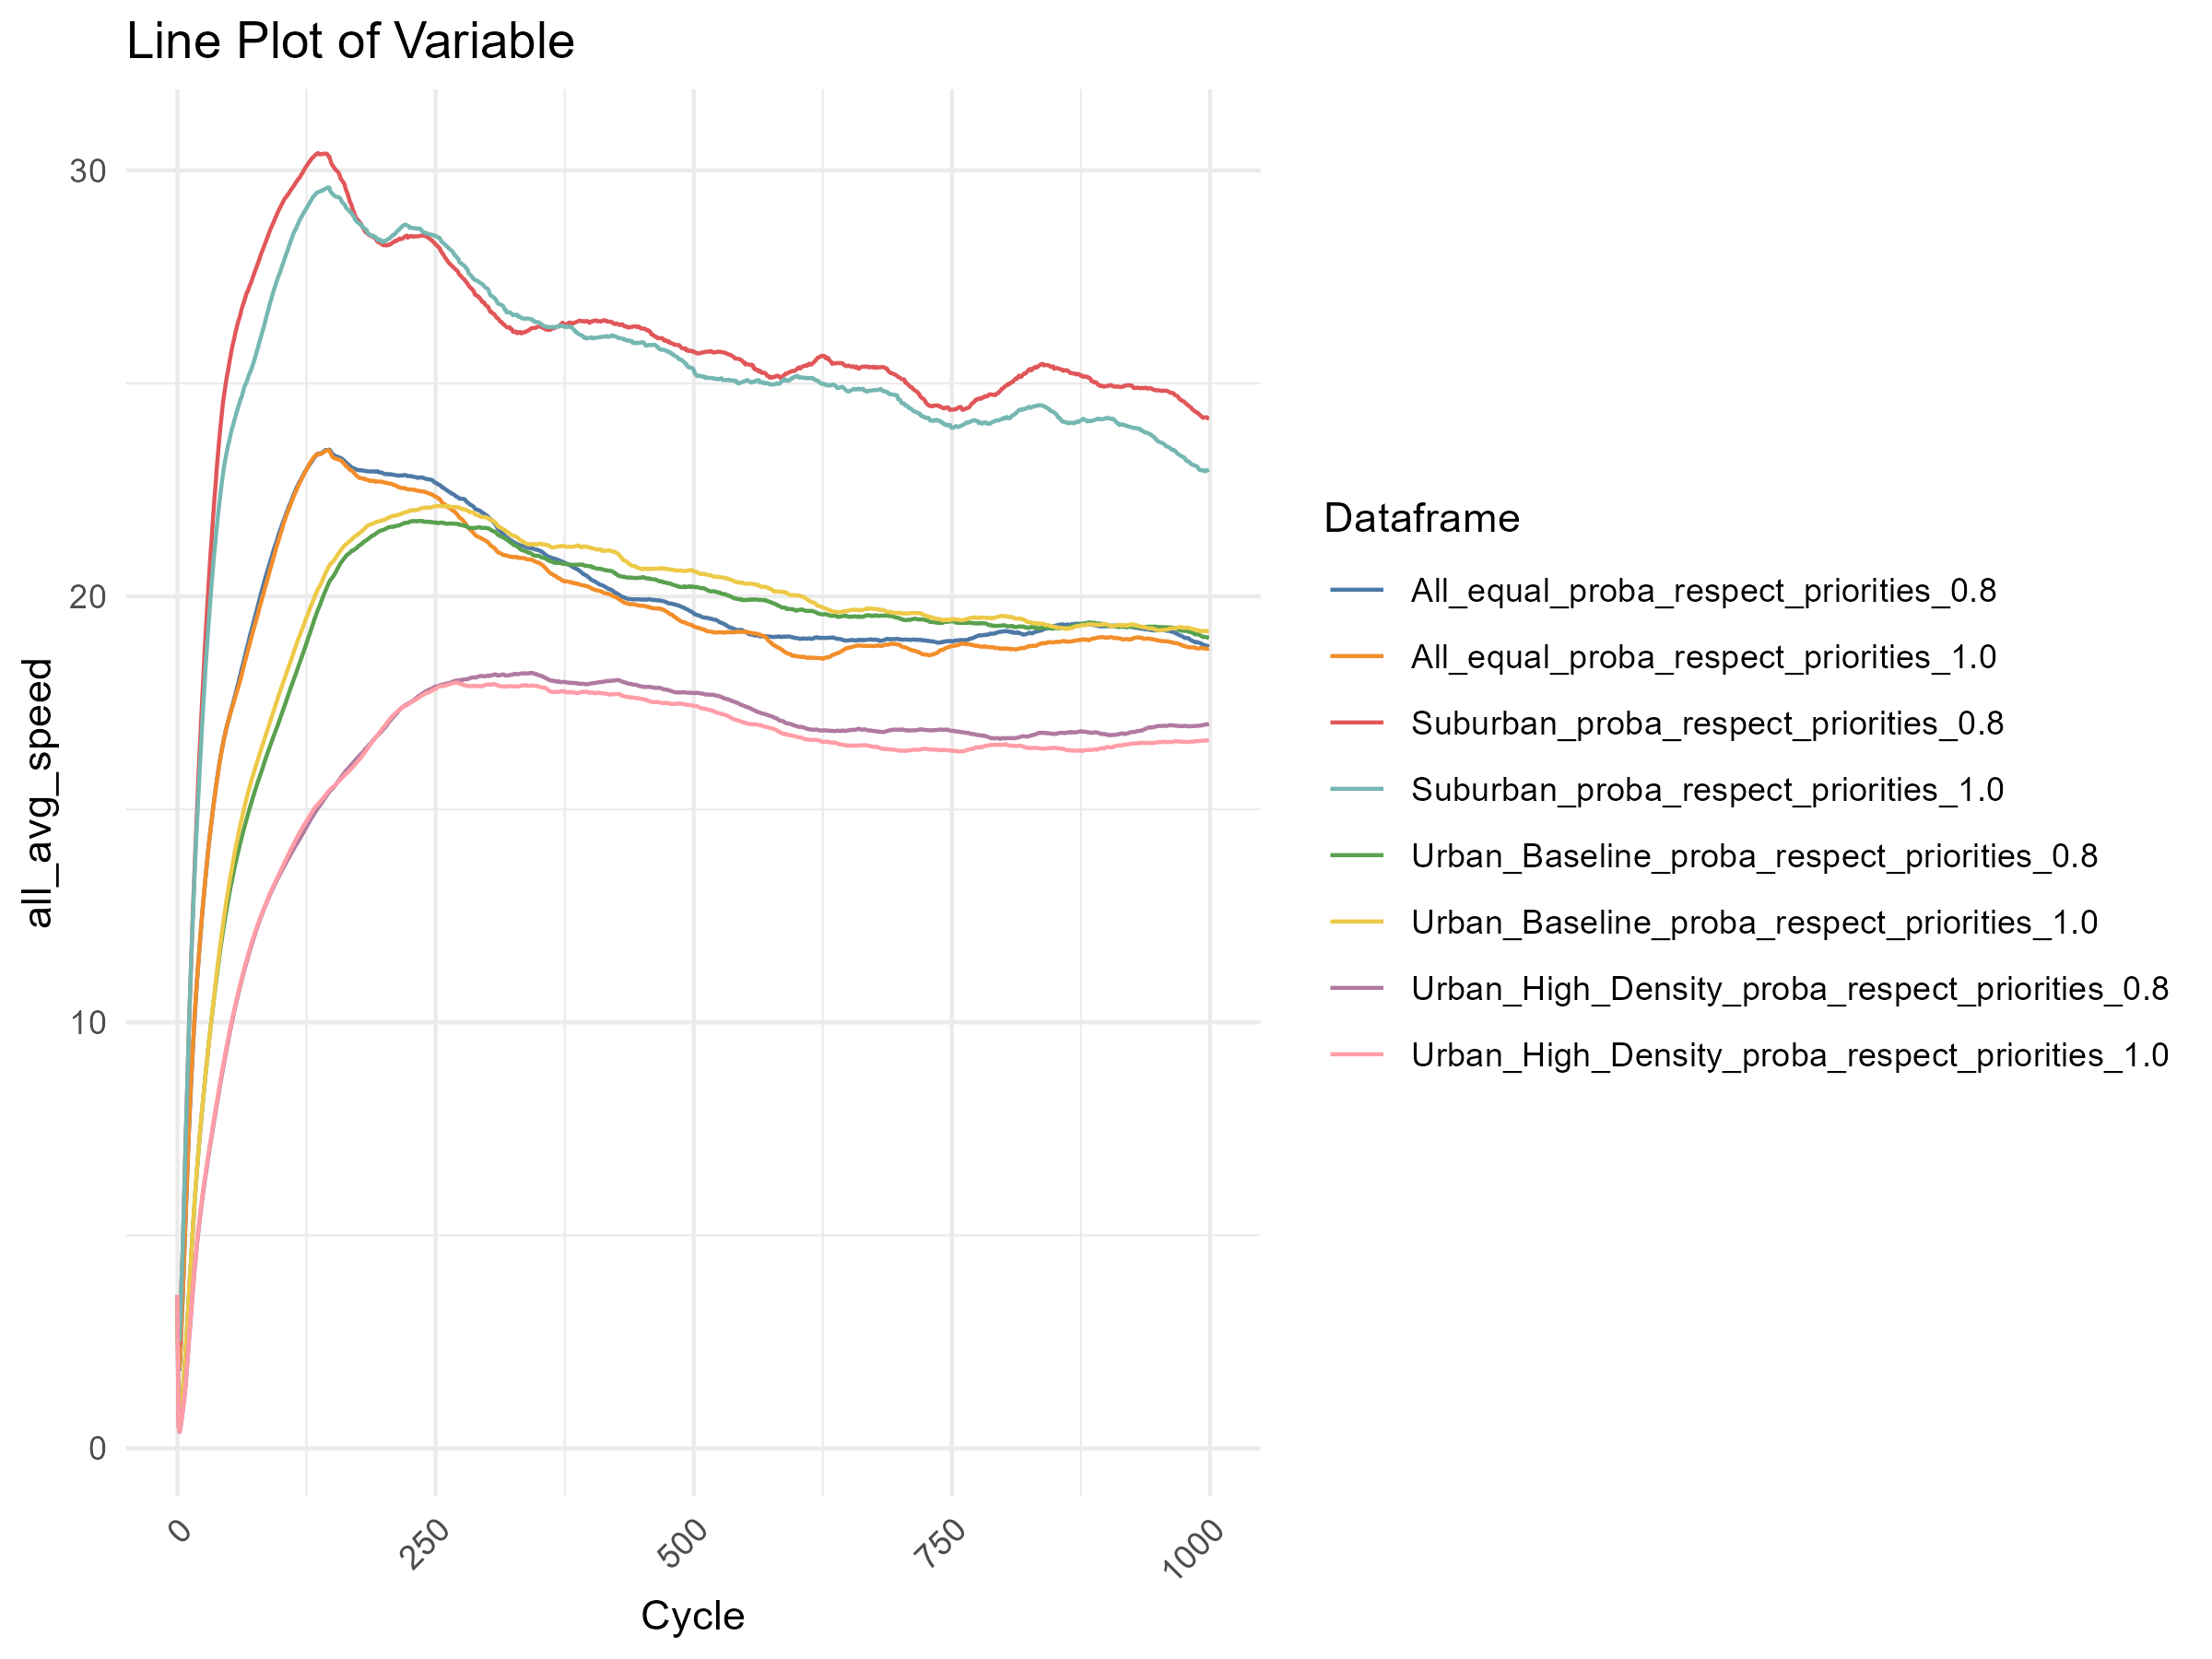 Line Plot of Variable
all_avg_speed
30
20
10
0
0
250
500
750
1000
Cycle
Dataframe
All_equal_proba_respect_priorities_0.8
All_equal_proba_respect_priorities_1.0
Suburban_proba_respect_priorities_0.8
Suburban_proba_respect_priorities_1.0
Urban_Baseline_proba_respect_priorities_0.8
Urban_Baseline_proba_respect_priorities_1.0
Urban_High_Density_proba_respect_priorities_0.8
Urban_High_Density_proba_respect_priorities_1.0